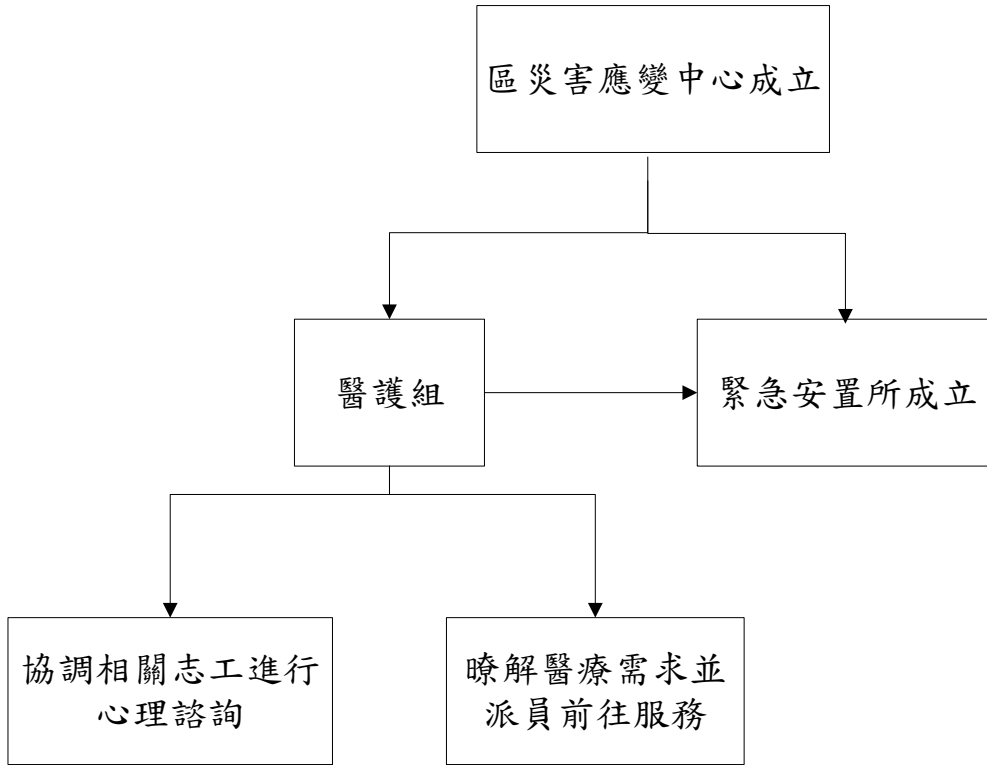 區災害應變中心成立
醫護組
緊急安置所成立
協調相關志工進行
心理諮詢
暸解醫療需求並
派員前往服務